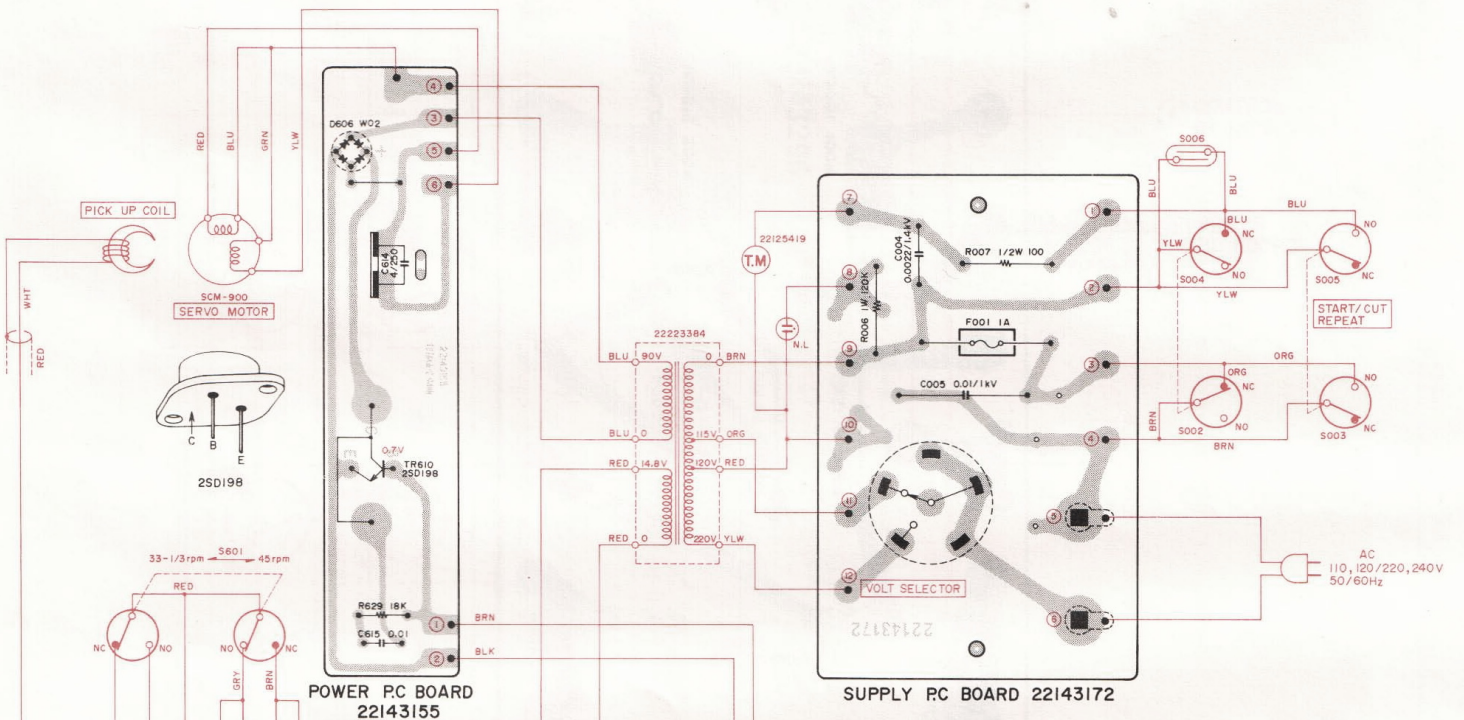 RED
BLU
GRN
YLW
PICK UP COIL
SCM-900
SERVO MOTOR
WHT
RED
C
B
E
2SD198
33-1/3rpm
S601
45rpm
RED
NC
NO
NO
NC
GRY
BRN
D606 W02
+
4
3
5
6
C614
4/250
0.7V
TR610
2SD198
R629 18K
C615 0.01
1
BRN
2
BLK
POWER P.C BOARD
22143155
22223384
BLU
90V
0
BRN
BLU
0
115V
ORG
RED
14.8V
120V
RED
RED
0
220V
YLW
22125419
T.M
N.L
7
1
C004
0.0022/1.4kV
R007 1/2W 100
8
2
R006 1W 120K
F001 1A
9
3
C005 0.01/1kV
10
4
11
5
12
VOLT SELECTOR
6
22143172
SUPPLY P.C BOARD 22143172
S006
BLU
BLU
BLU
BLU
NC
NO
YLW
NO
S004
S005
NC
YLW
START/CUT
REPEAT
ORG
ORG
NC
NO
BRN
NO
S002
BRN
S003
NC
AC
110,120/220,240V
50/60Hz